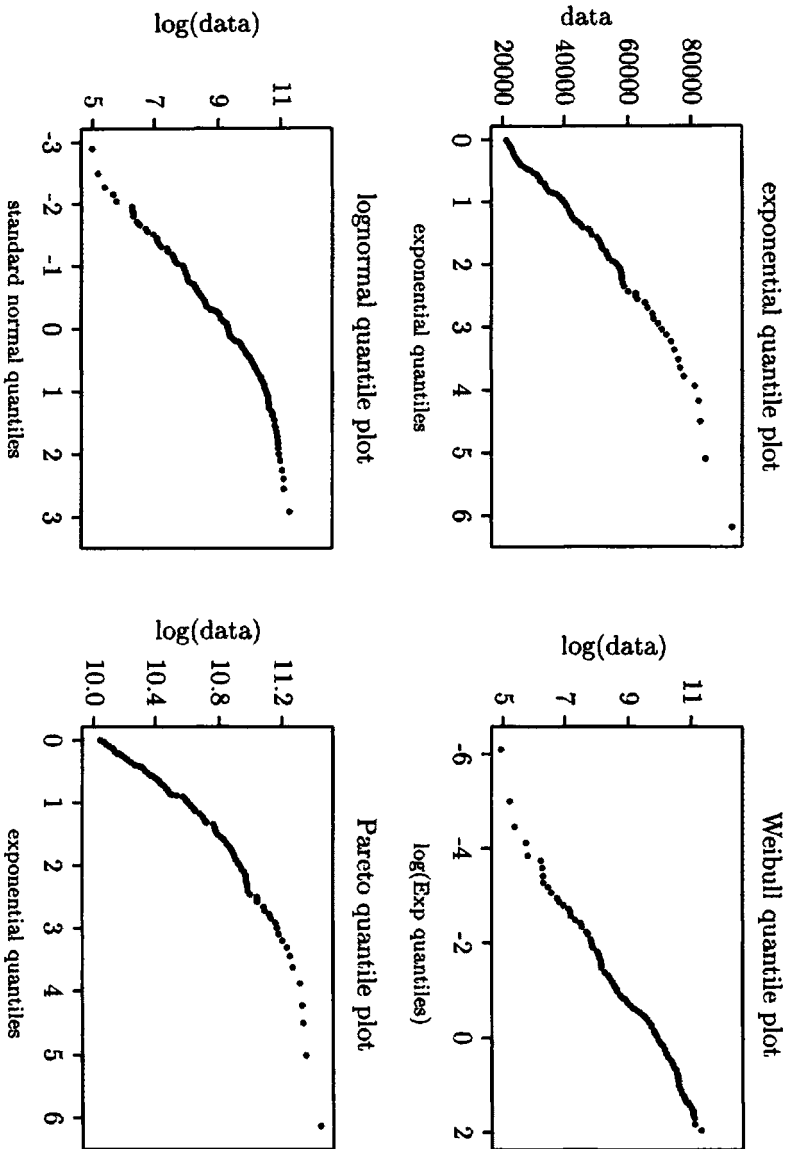 exponential quantile plot
data
80000
60000
40000
20000
0 1 2 3 4 5 6
exponential quantiles
Weibull quantile plot
log(data)
11
9
7
5
-6 -4 -2 0 2
log(Exp quantiles)
lognormal quantile plot
log(data)
11
9
7
5
-3 -2 -1 0 1 2 3
standard normal quantiles
Pareto quantile plot
log(data)
11.2
10.8
10.4
10.0
0 1 2 3 4 5 6
exponential quantiles